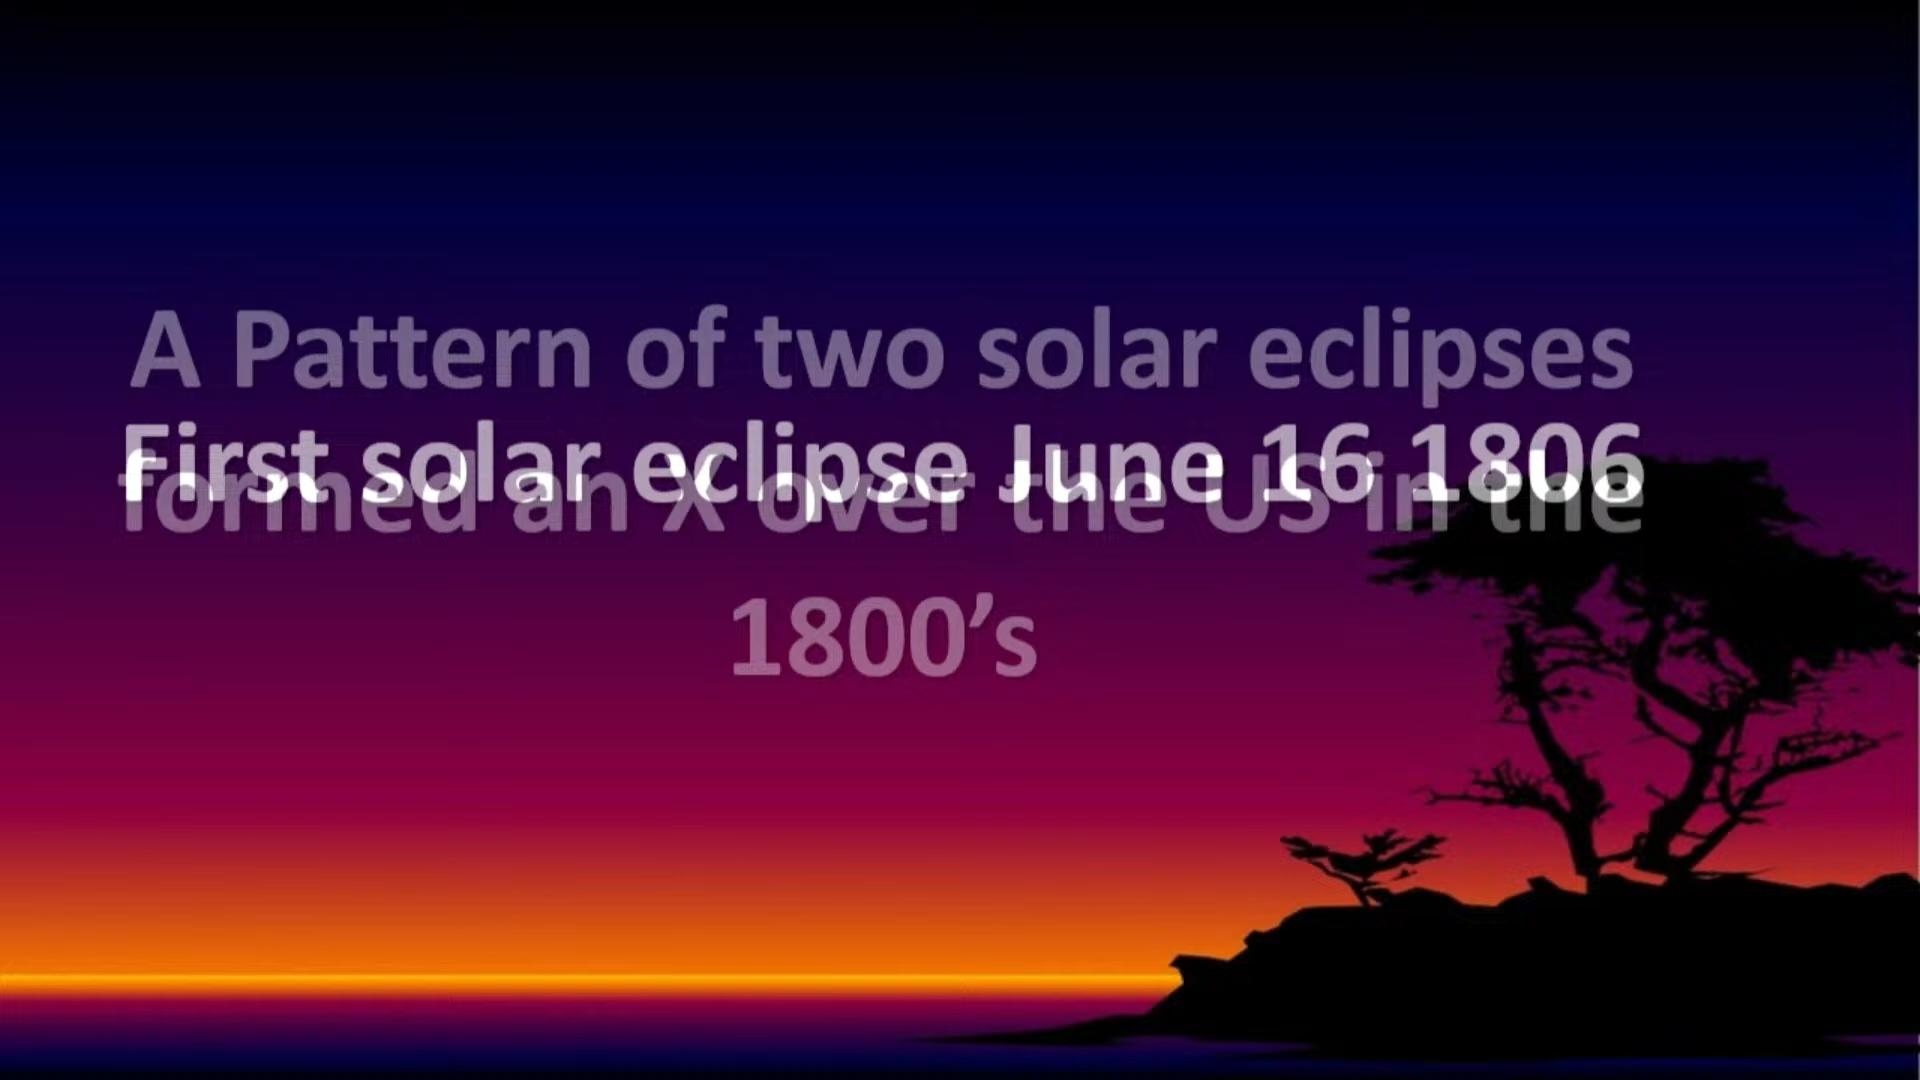 A Pattern of two solar eclipses
First solar eclipse June 16 1806
formed an X over the US in the
1800’s